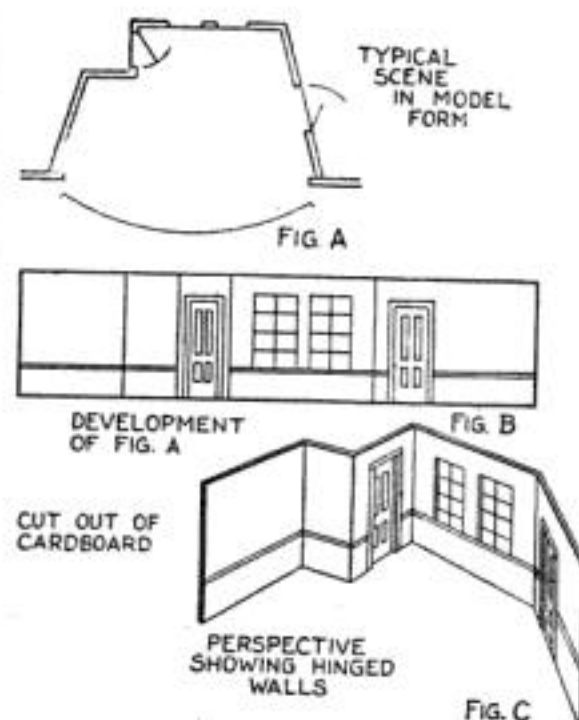 TYPICAL
SCENE
IN MODEL
FORM
FIG. A
DEVELOPMENT
OF FIG. A
FIG. B
CUT OUT OF
CARDBOARD
PERSPECTIVE
SHOWING HINGED
WALLS
FIG. C